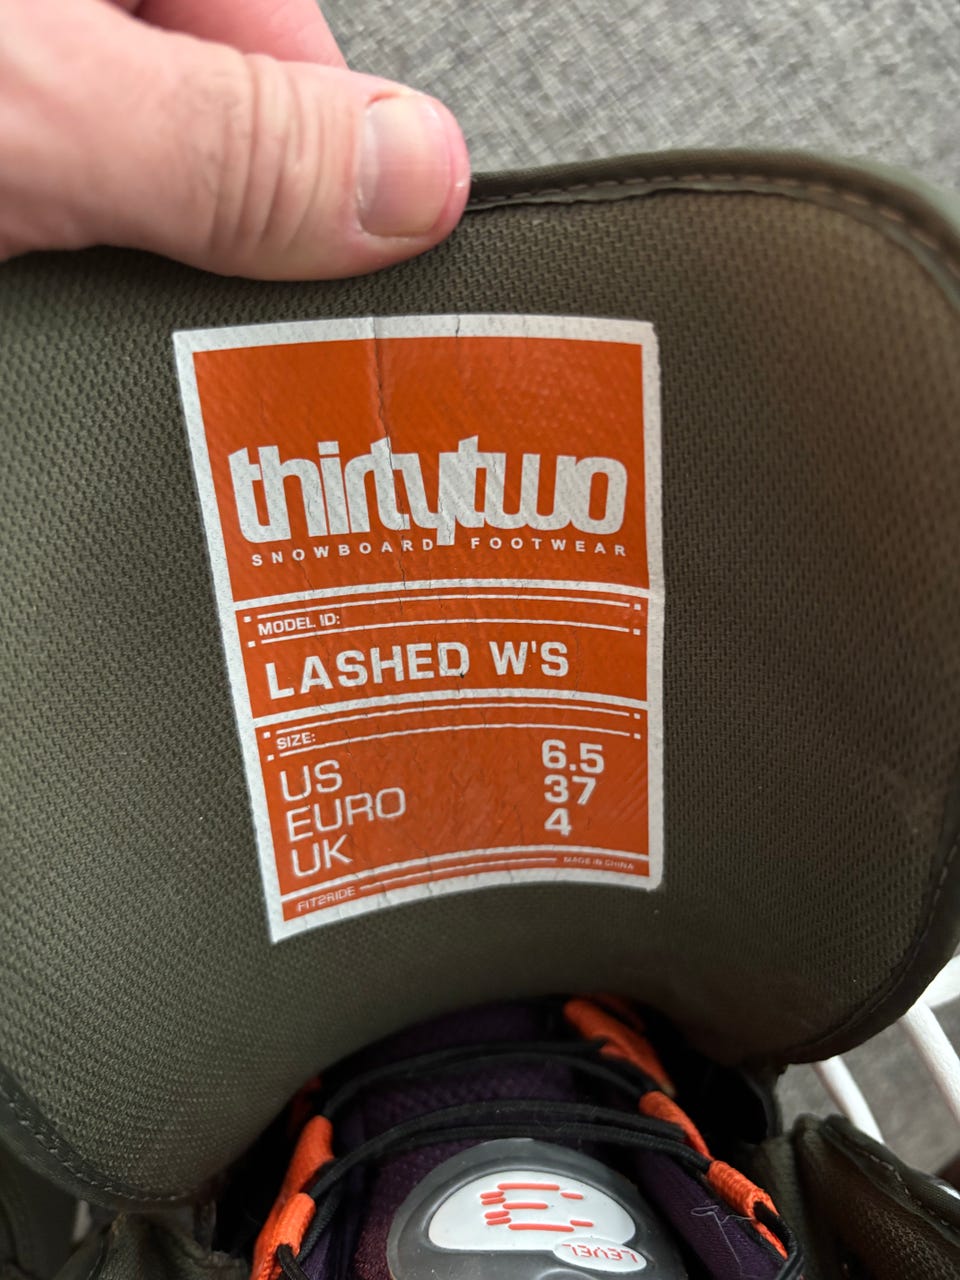 thirtytwo
SNOWBOARD FOOTWEAR
MODEL ID:
LASHED W'S
SIZE:
US 6.5
EURO 37
UK 4
FIT2RIDE MADE IN CHINA
LEVEL